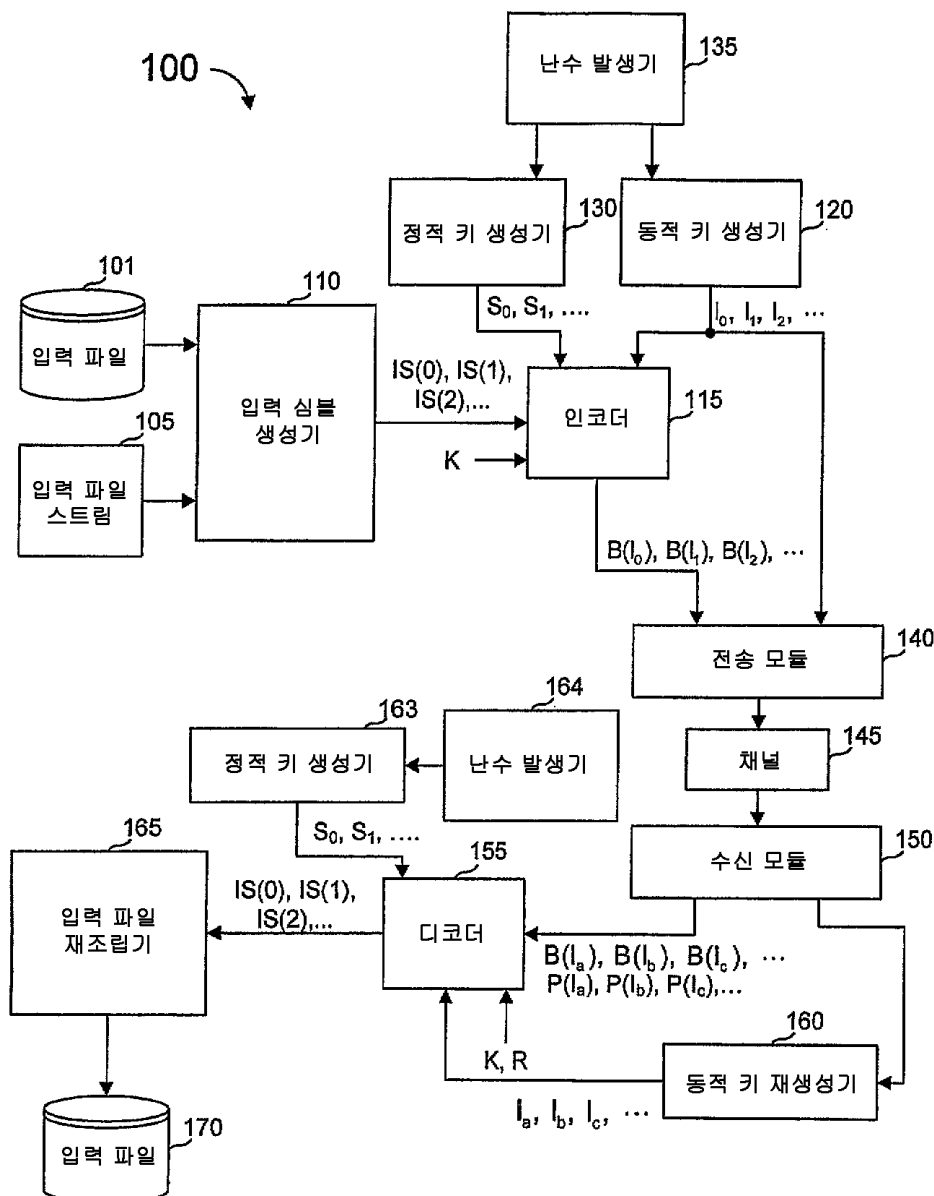 100
난수 발생기
135
정적 키 생성기
130
동적 키 생성기
120
S₀, S₁, ....
I₀, I₁, I₂, ...
101
입력 파일
105
입력 파일
스트림
110
입력 심블
생성기
IS(0), IS(1),
IS(2),...
K
인코더
115
B(I₀), B(I₁), B(I₂), ...
전송 모듈
140
채널
145
수신 모듈
150
163
정적 키 생성기
164
난수 발생기
S₀, S₁, ....
165
입력 파일
재조립기
IS(0), IS(1),
IS(2),...
155
디코더
B(Iₐ), B(I_b), B(I_c), ...
P(Iₐ), P(I_b), P(I_c),...
K, R
160
동적 키 재생성기
Iₐ, I_b, I_c, ...
입력 파일
170